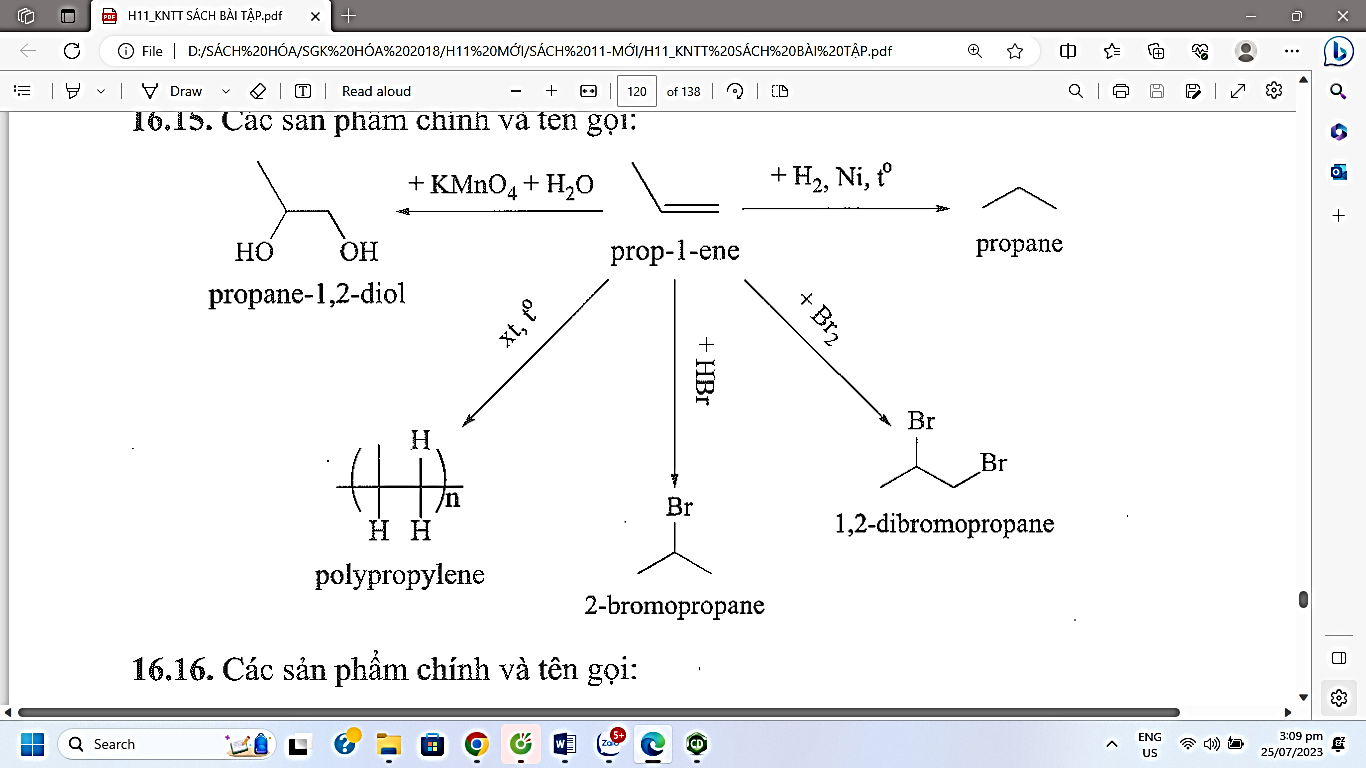 H11_KNTT SÁCH BÀI TẬP.pdf
File
D:/SÁCH%20HÓA/SGK%20HÓA%202018/H11%20MỚI/SÁCH%2011-MỚI/H11_KNTT%20SÁCH%20BÀI%20TẬP.pdf
Draw
Read aloud
120
of 138
16.15. Các sản phẩm chính và tên gọi:
+ KMnO4 + H2O
+ H2, Ni, t⁰
HO
OH
prop-1-ene
propane
propane-1,2-diol
xt, t⁰
+ HBr
+ Br2
H
n
H H
polypropylene
Br
2-bromopropane
Br
Br
1,2-dibromopropane
16.16. Các sản phẩm chính và tên gọi:
Search
Zalo
5+
ENG
US
3:09 pm
25/07/2023